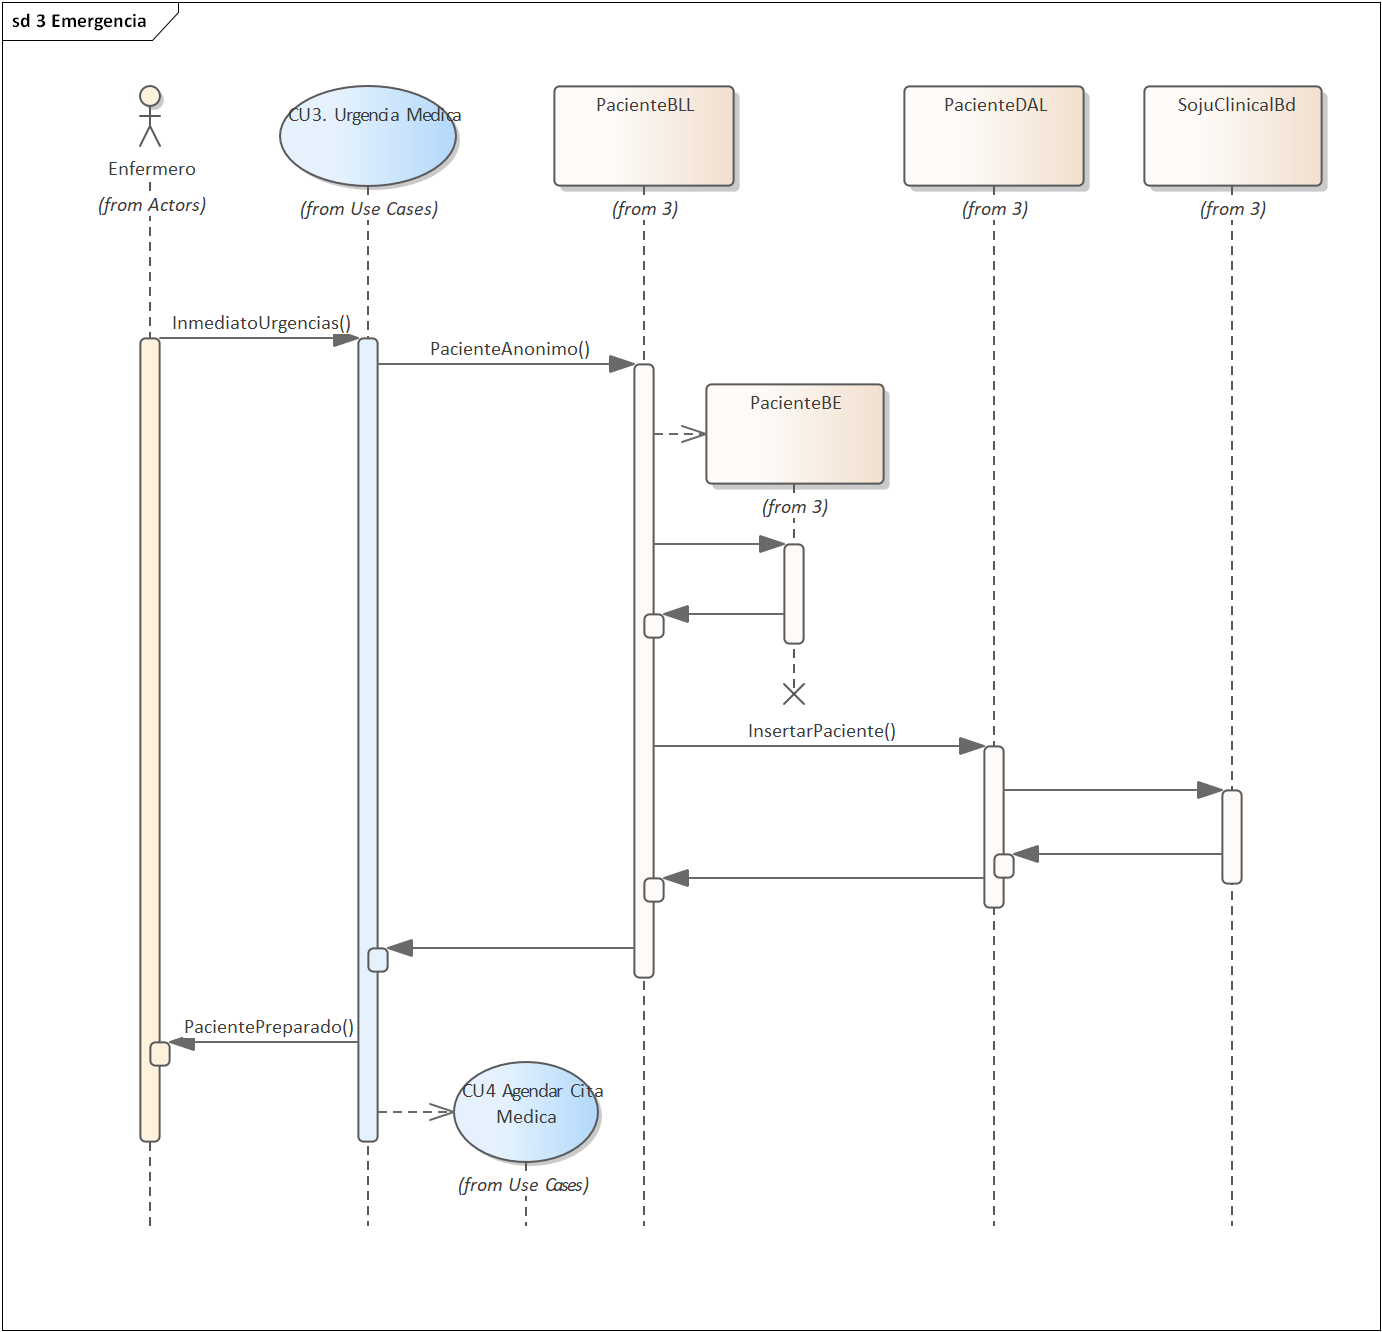 sd 3 Emergencia
Enfermero
(from Actors)
CU3. Urgencia Medica
(from Use Cases)
PacienteBLL
(from 3)
PacienteDAL
(from 3)
SojuClinicalBd
(from 3)
InmediatoUrgencias()
PacienteAnonimo()
PacienteBE
(from 3)
InsertarPaciente()
PacientePreparado()
CU4 Agendar Cita
Medica
(from Use Cases)